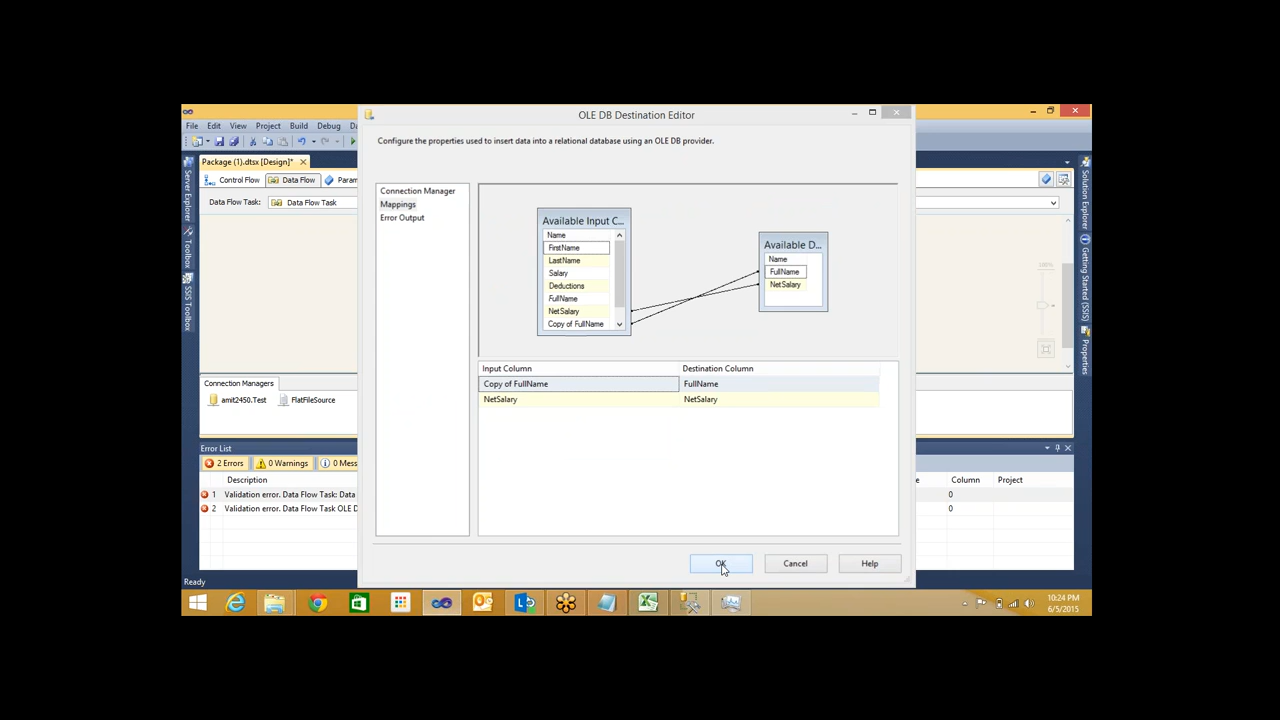 OLE DB Destination Editor
File Edit View Project Build Debug
Configure the properties used to insert data into a relational database using an OLE DB provider.
Package (1).dtsx [Design]*
Control Flow Data Flow Param
Data Flow Task: Data Flow Task
Server Explorer
Toolbox
SSIS Toolbox
Solution Explorer
Getting Started (SSIS)
Properties
Connection Manager
Mappings
Error Output
Available Input C...
Name
FirstName
LastName
Salary
Deductions
FullName
NetSalary
Copy of FullName
Available D...
Name
FullName
NetSalary
100%
Input Column Destination Column
Copy of FullName FullName
NetSalary NetSalary
Connection Managers
amit2450.Test FlatFileSource
Error List
2 Errors 0 Warnings 0 Mess
Description Column Project
1 Validation error. Data Flow Task: Data 0
2 Validation error. Data Flow Task OLE D 0
OK Cancel Help
Ready
10:24 PM
6/5/2015